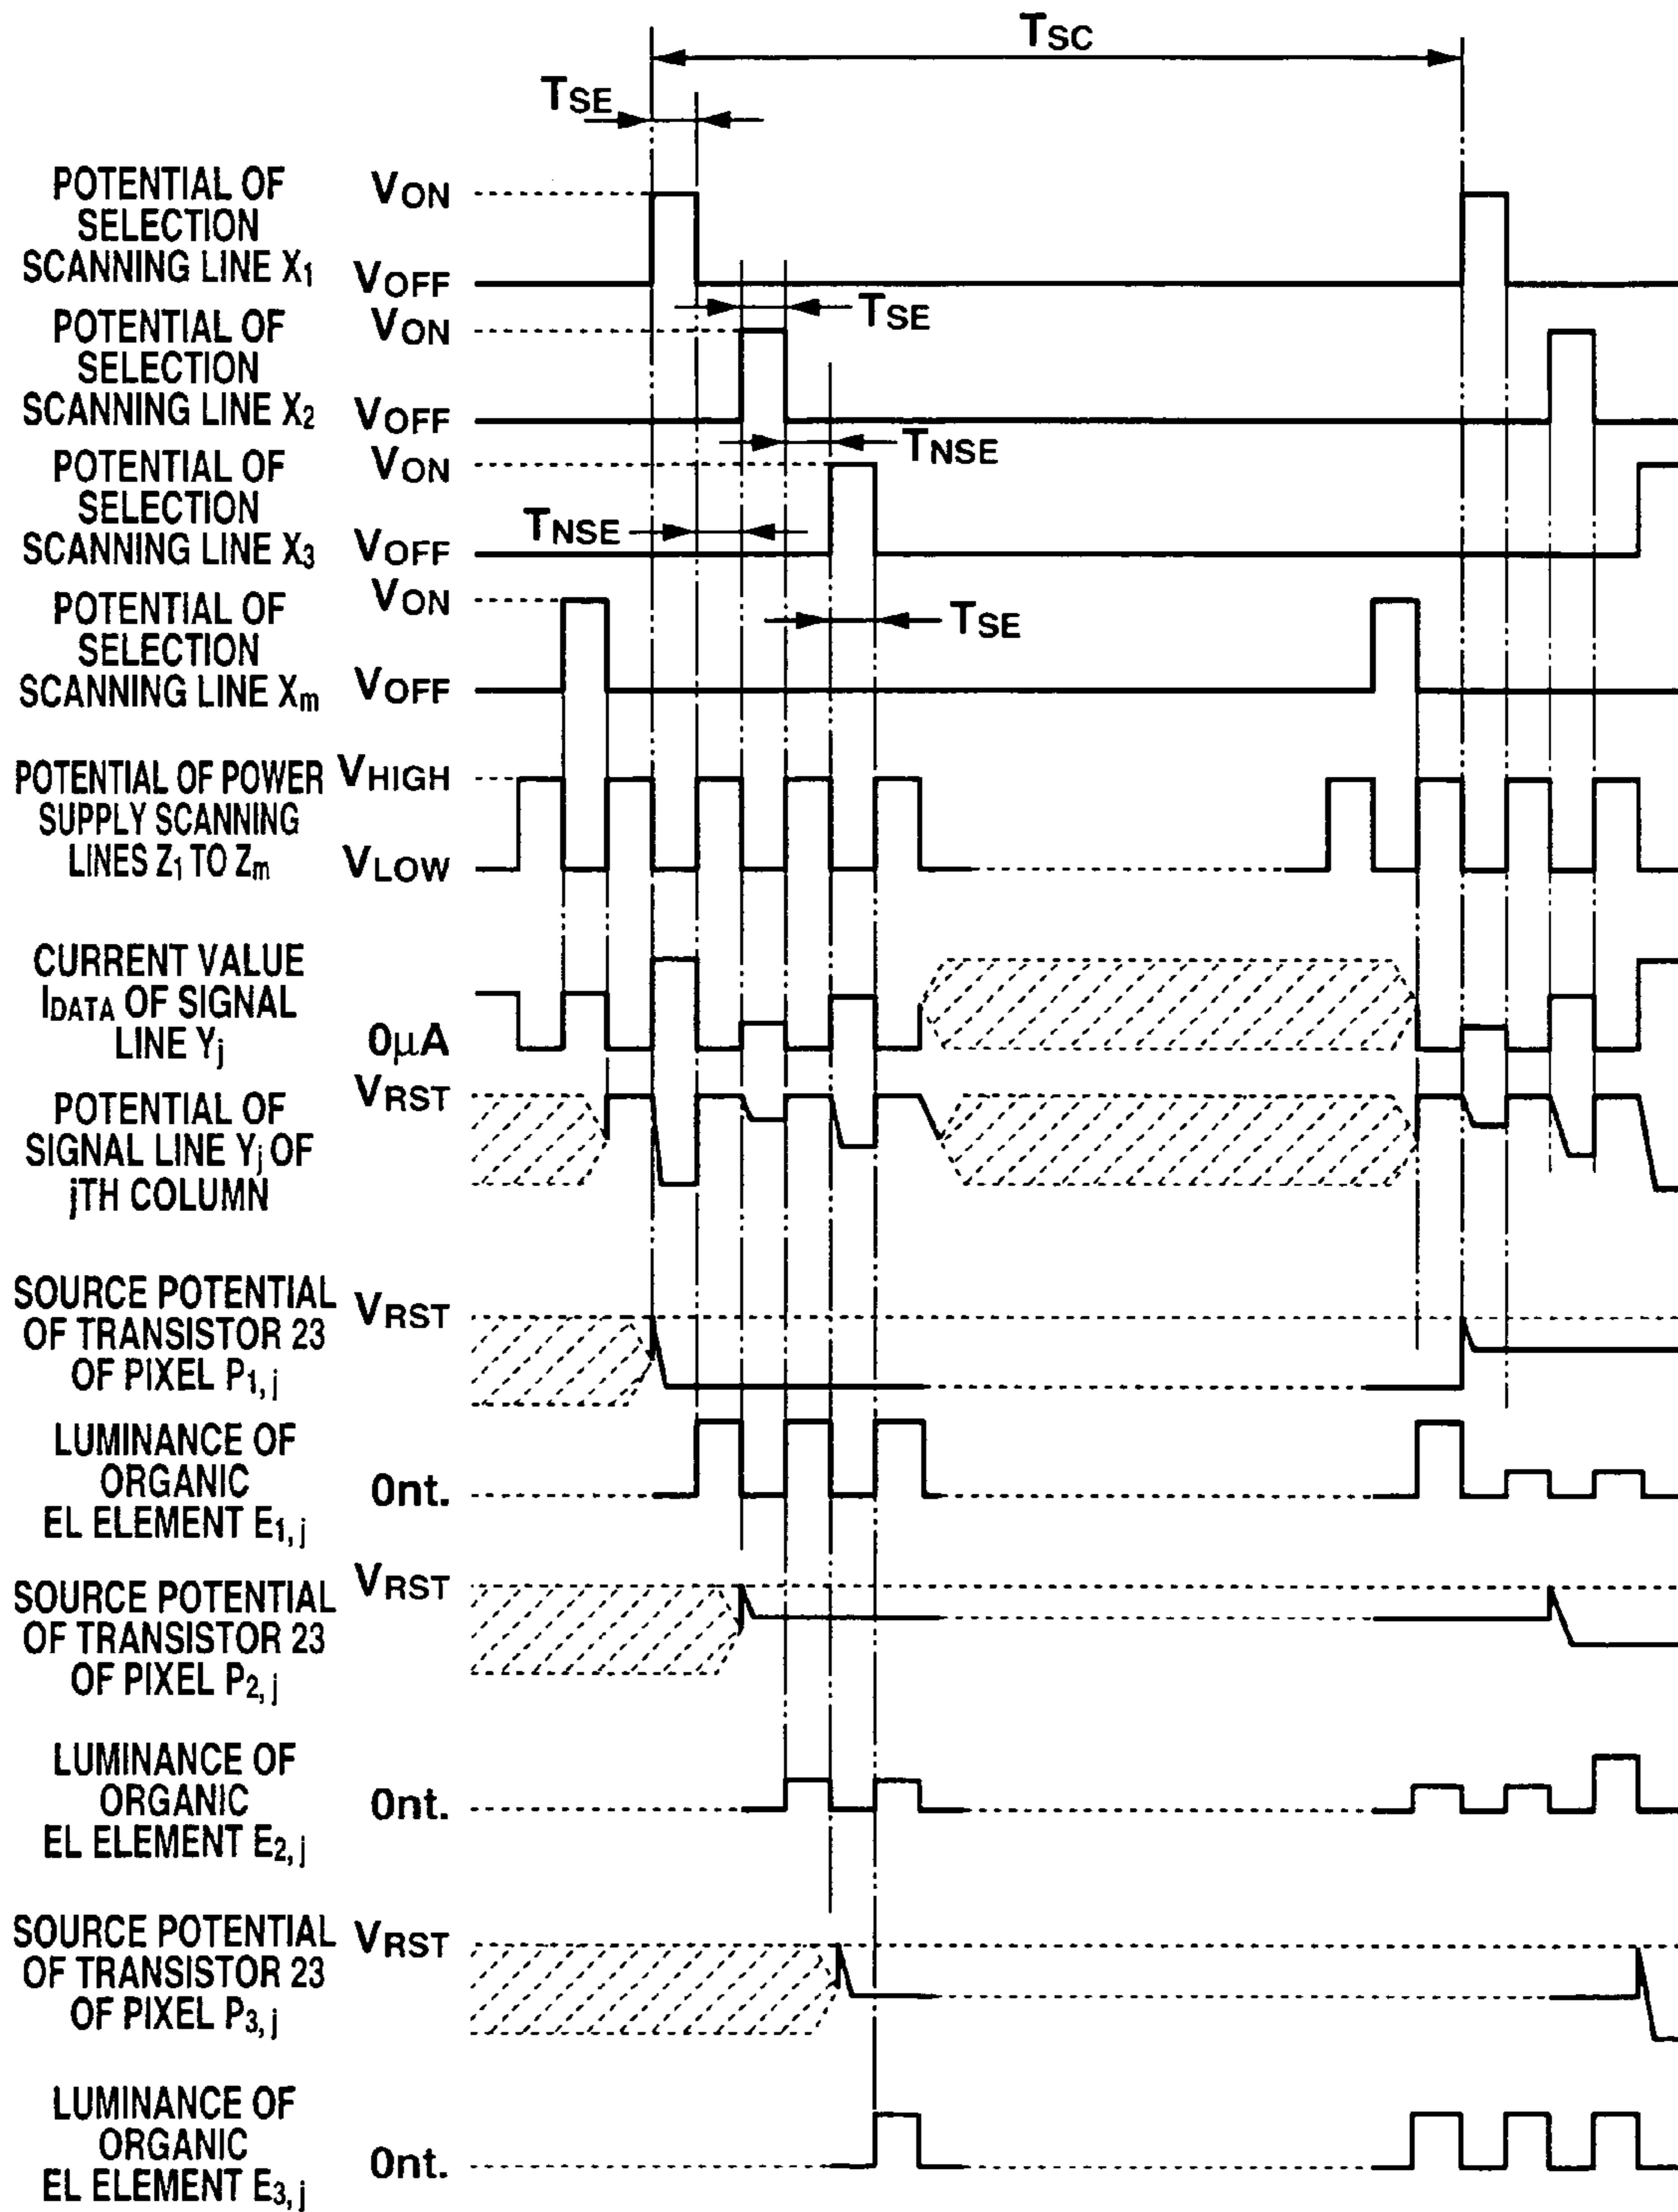 TSC
TSE
POTENTIAL OF
SELECTION
SCANNING LINE X1
VON
VOFF
TSE
POTENTIAL OF
SELECTION
SCANNING LINE X2
VON
VOFF
TNSE
POTENTIAL OF
SELECTION
SCANNING LINE X3
VON
TNSE
VOFF
POTENTIAL OF
SELECTION
SCANNING LINE Xm
VON
TSE
VOFF
POTENTIAL OF POWER
SUPPLY SCANNING
LINES Z1 TO Zm
VHIGH
VLOW
CURRENT VALUE
IDATA OF SIGNAL
LINE Yj
0μA
POTENTIAL OF
SIGNAL LINE Yj OF
jTH COLUMN
VRST
SOURCE POTENTIAL
OF TRANSISTOR 23
OF PIXEL P1, j
VRST
LUMINANCE OF
ORGANIC
EL ELEMENT E1, j
0nt.
SOURCE POTENTIAL
OF TRANSISTOR 23
OF PIXEL P2, j
VRST
LUMINANCE OF
ORGANIC
EL ELEMENT E2, j
0nt.
SOURCE POTENTIAL
OF TRANSISTOR 23
OF PIXEL P3, j
VRST
LUMINANCE OF
ORGANIC
EL ELEMENT E3, j
0nt.